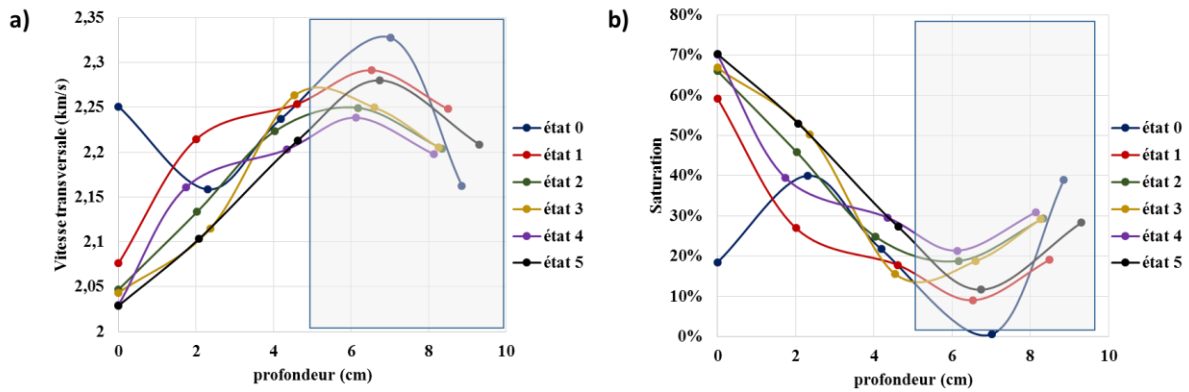 a)
Vitesse transversale (km/s)
2,35
2,3
2,25
2,2
2,15
2,1
2,05
2
0
2
4
6
8
10
profondeur (cm)
état 0
état 1
état 2
état 3
état 4
état 5
b)
Saturation
80%
70%
60%
50%
40%
30%
20%
10%
0%
0
2
4
6
8
10
profondeur (cm)
état 0
état 1
état 2
état 3
état 4
état 5